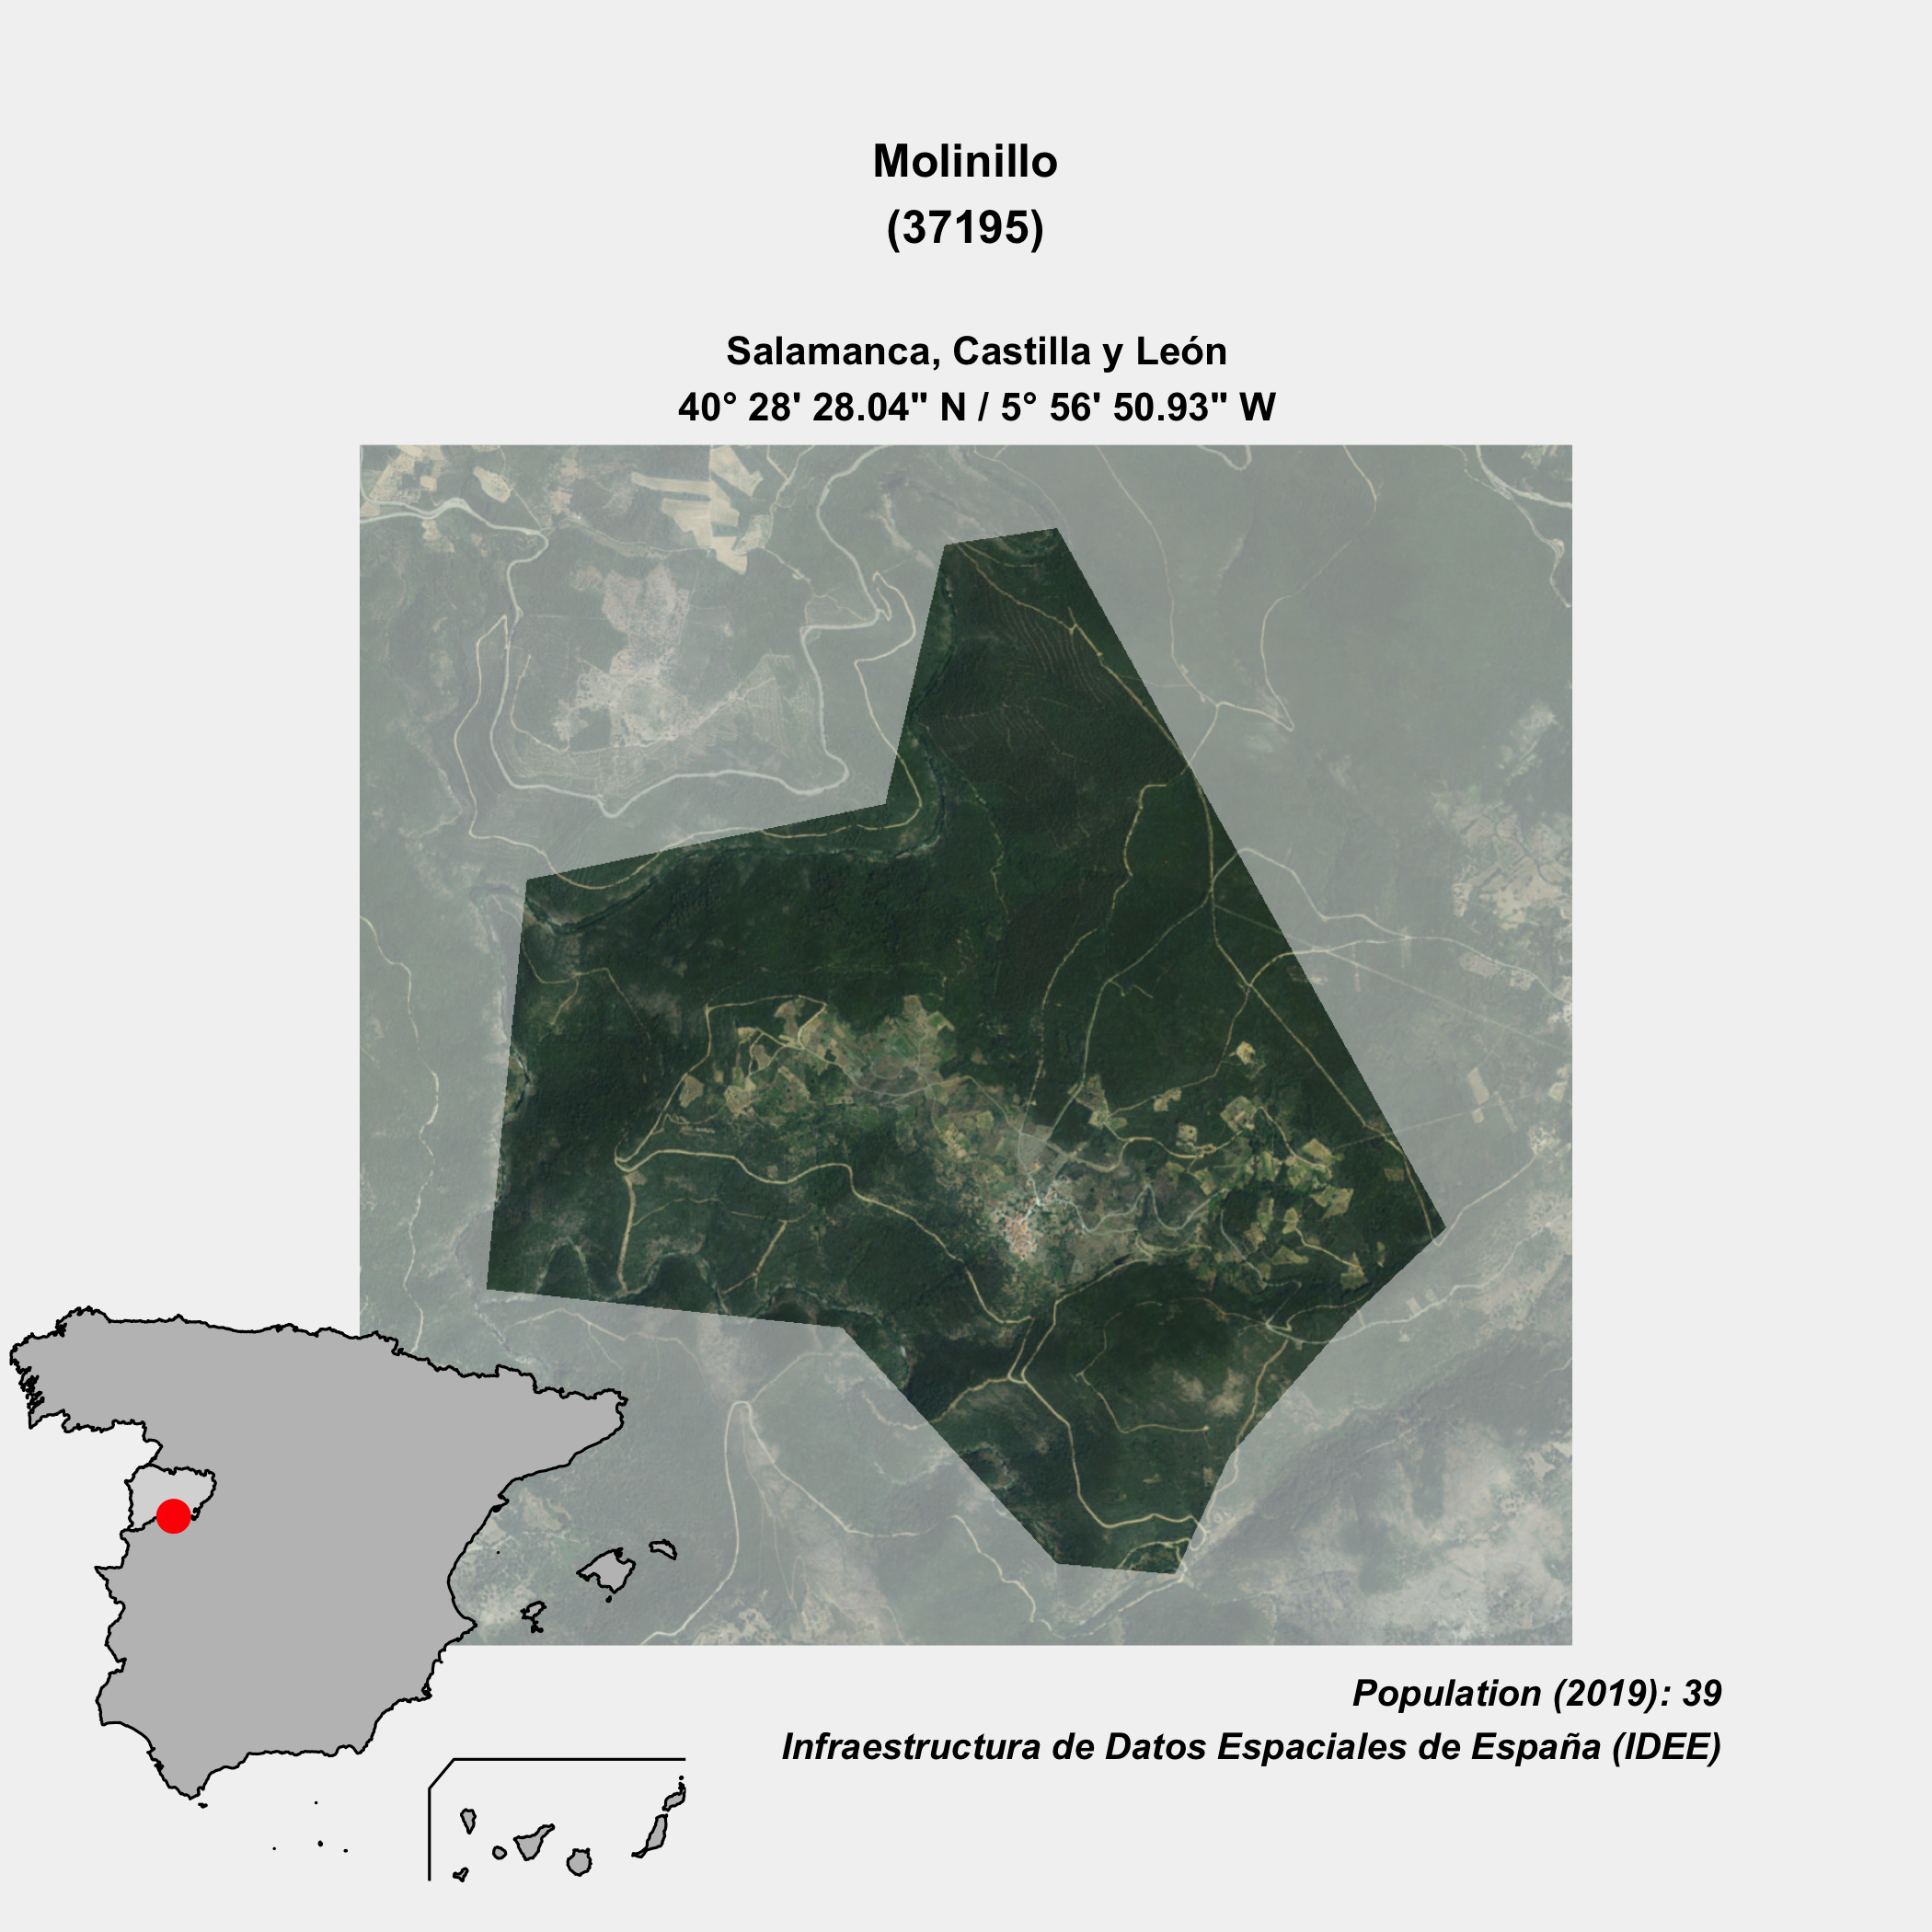 Molinillo
(37195)
Salamanca, Castilla y León
40° 28' 28.04" N / 5° 56' 50.93" W
Population (2019): 39
Infraestructura de Datos Espaciales de España (IDEE)